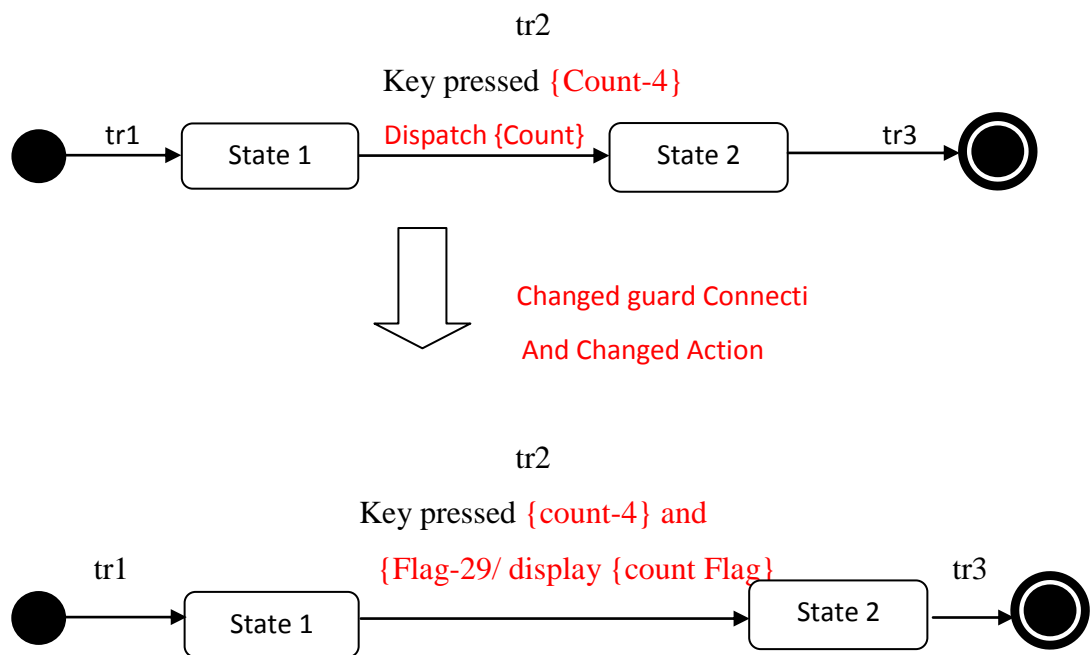 tr2
Key pressed {Count-4}
tr1
State 1
Dispatch {Count}
State 2
tr3
Changed guard Connecti
And Changed Action
tr2
Key pressed {count-4} and
tr1
{Flag-29/ display {count Flag}
tr3
State 1
State 2